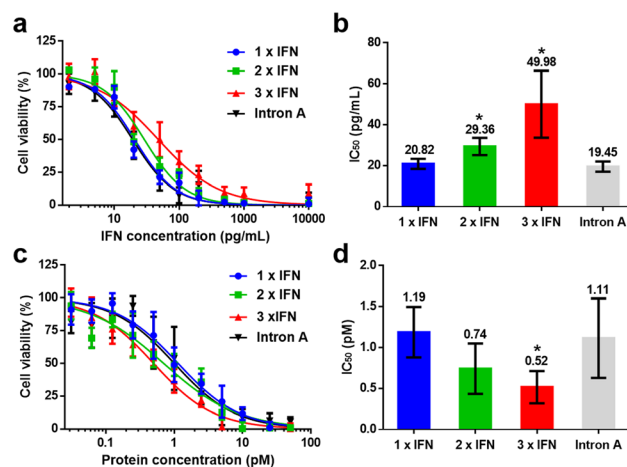 a
Cell viability (%)
125
100
75
50
25
0
10
100
1000
10000
IFN concentration (pg/mL)
1 x IFN
2 x IFN
3 x IFN
Intron A
b
IC50 (pg/mL)
80
60
40
20
0
20.82
*
29.36
*
49.98
19.45
1 x IFN
2 x IFN
3 x IFN
Intron A
c
Cell viability (%)
125
100
75
50
25
0
0.1
1
10
100
Protein concentration (pM)
1 x IFN
2 x IFN
3 xIFN
Intron A
d
IC50 (pM)
2.0
1.5
1.0
0.5
0.0
1.19
0.74
*
0.52
1.11
1 x IFN
2 x IFN
3 x IFN
Intron A